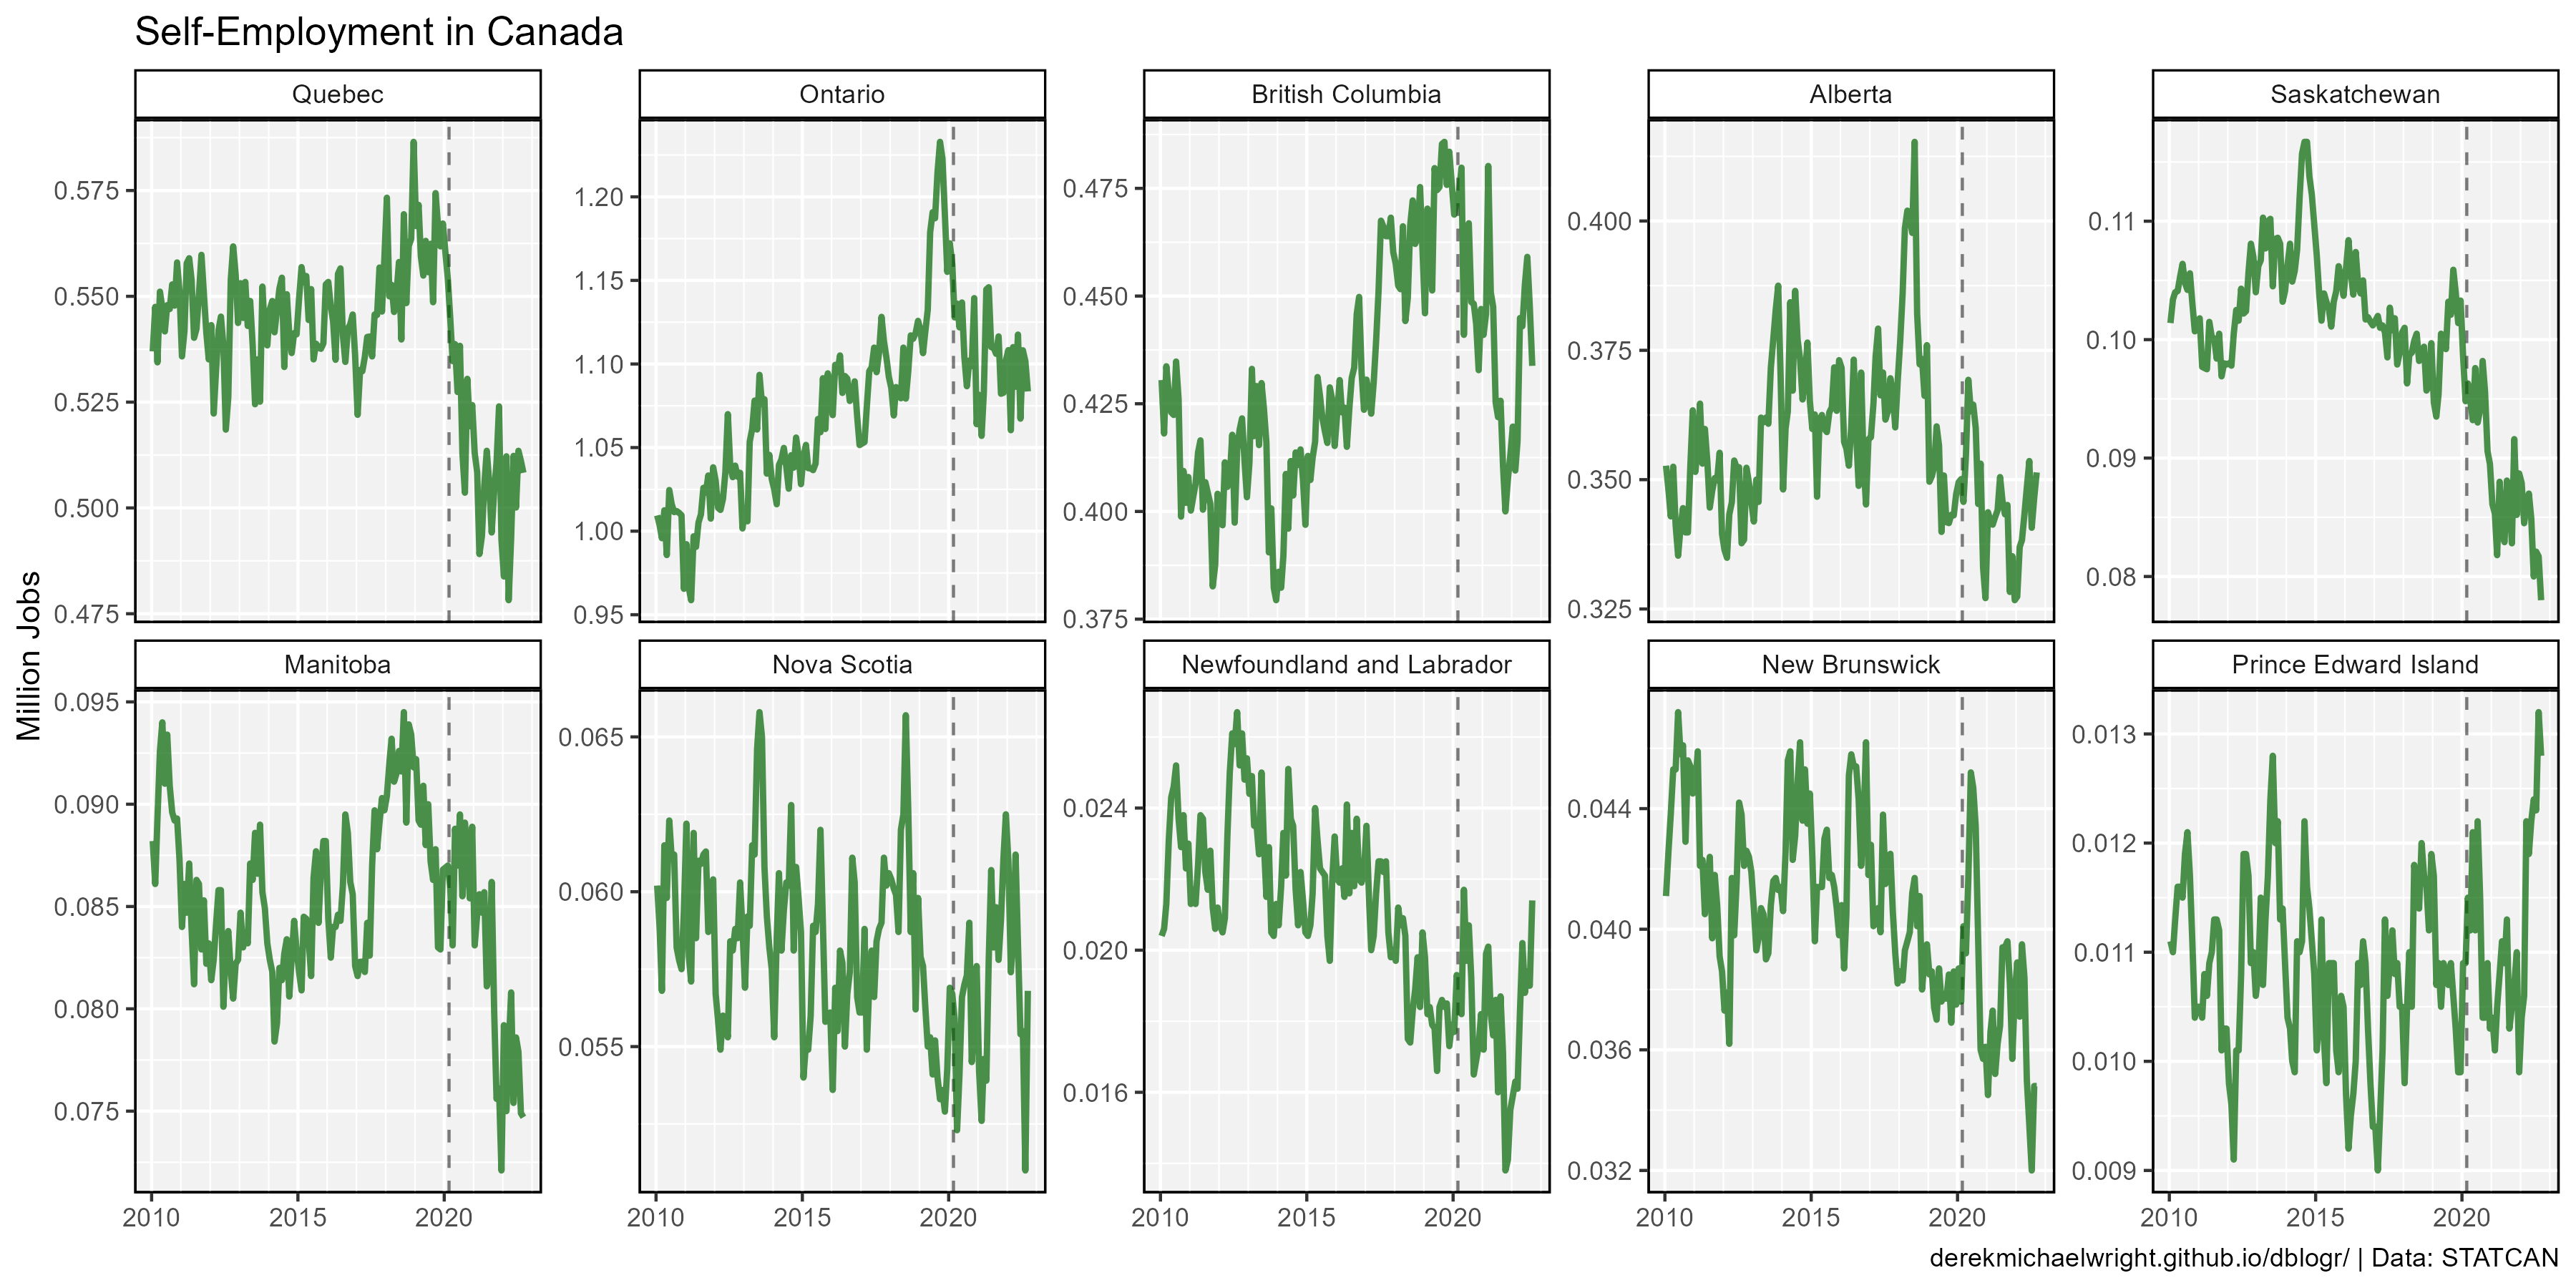 Self-Employment in Canada
Quebec
Ontario
British Columbia
Alberta
Saskatchewan
0.575
0.550
0.525
0.500
0.475
1.20
1.15
1.10
1.05
1.00
0.95
0.475
0.450
0.425
0.400
0.375
0.400
0.375
0.350
0.325
0.11
0.10
0.09
0.08
Million Jobs
Manitoba
Nova Scotia
Newfoundland and Labrador
New Brunswick
Prince Edward Island
0.095
0.090
0.085
0.080
0.075
0.065
0.060
0.055
0.024
0.020
0.016
0.044
0.040
0.036
0.032
0.013
0.012
0.011
0.010
0.009
2010 2015 2020
2010 2015 2020
2010 2015 2020
2010 2015 2020
2010 2015 2020
derekmichaelwright.github.io/dblogr/ | Data: STATCAN